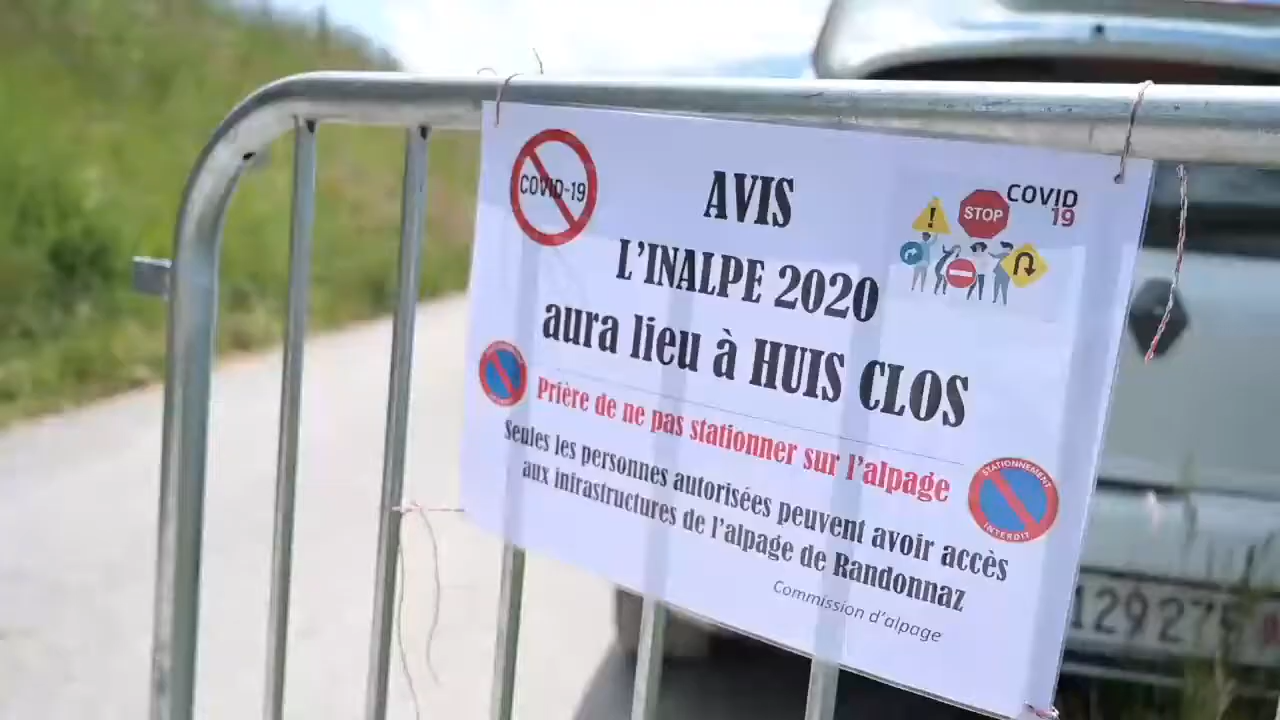 COVID-19
AVIS
STOP
COVID
19
L'INALPE 2020
aura lieu à HUIS CLOS
Prière de ne pas stationner sur l'alpage
Seules les personnes autorisées peuvent avoir accès
aux infrastructures de l'alpage de Randonnaz
STATIONNEMENT
INTERDIT
Commission d'alpage